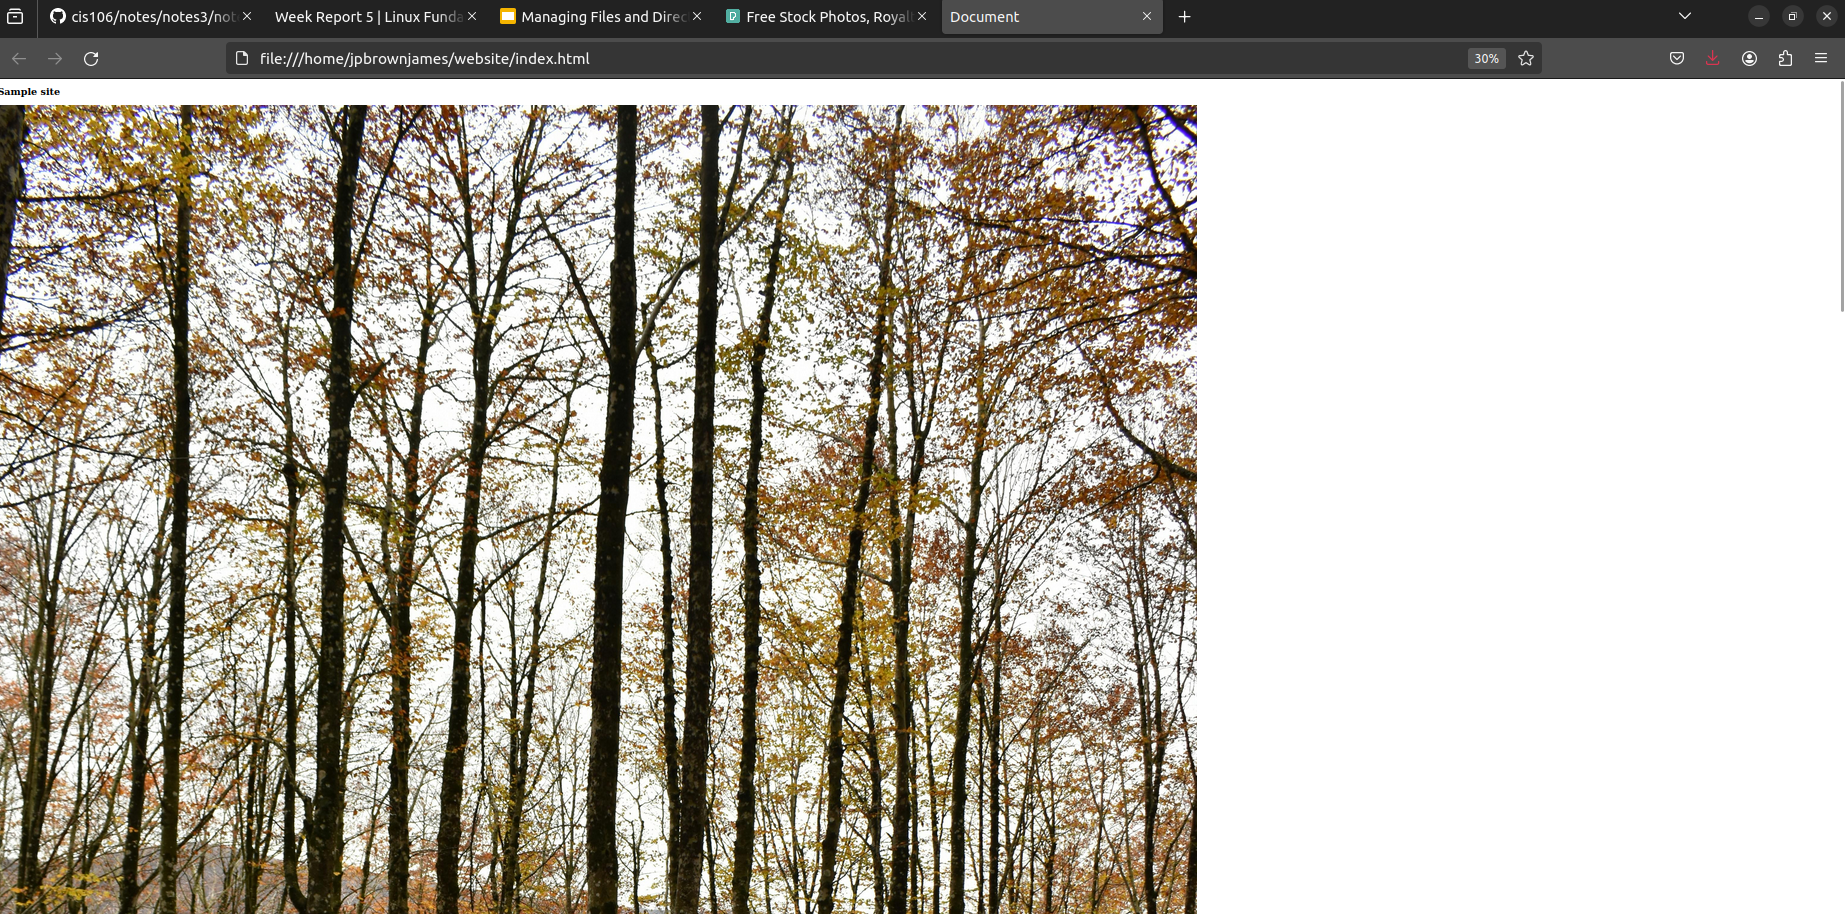 cis106/notes/notes3/not
Week Report 5 | Linux Funda
Managing Files and Direc
Free Stock Photos, Royalt
Document
file:///home/jpbrownjames/website/index.html
30%
Sample site